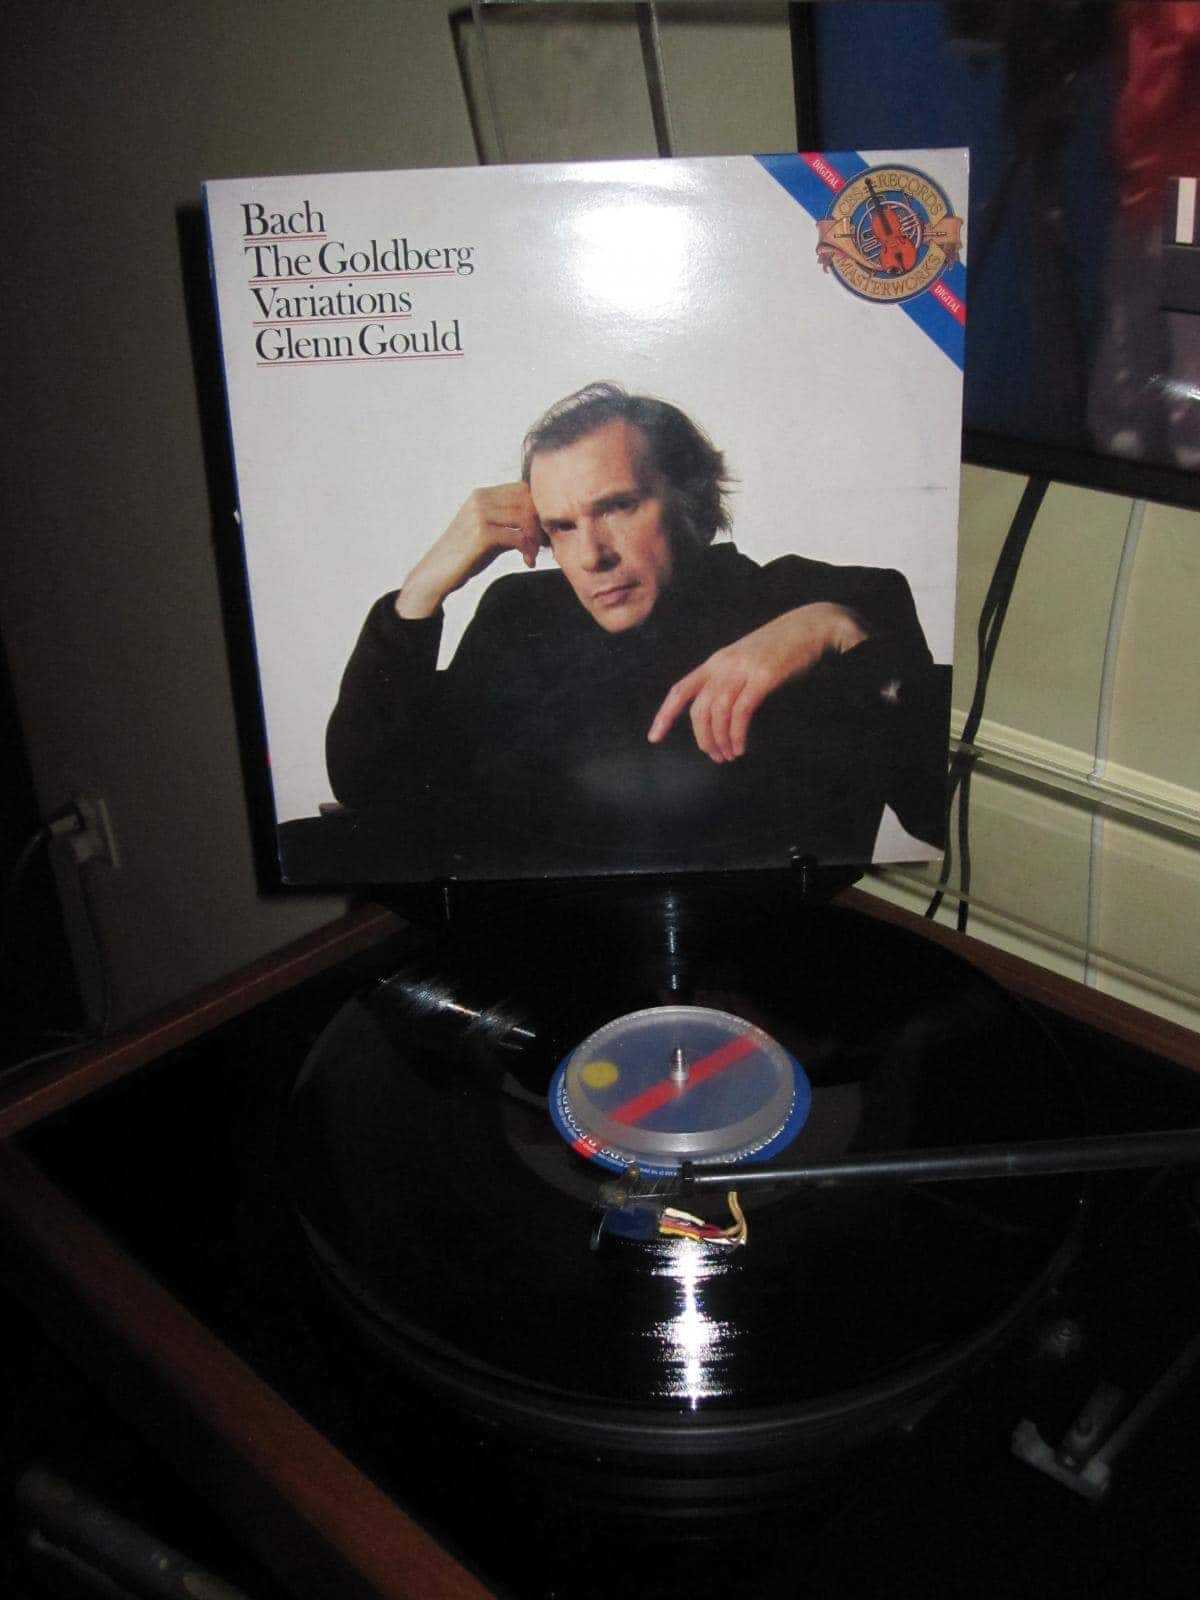 Bach
The Goldberg
Variations
Glenn Gould
DIGITAL
CBS RECORDS
MASTERWORKS
DIGITAL